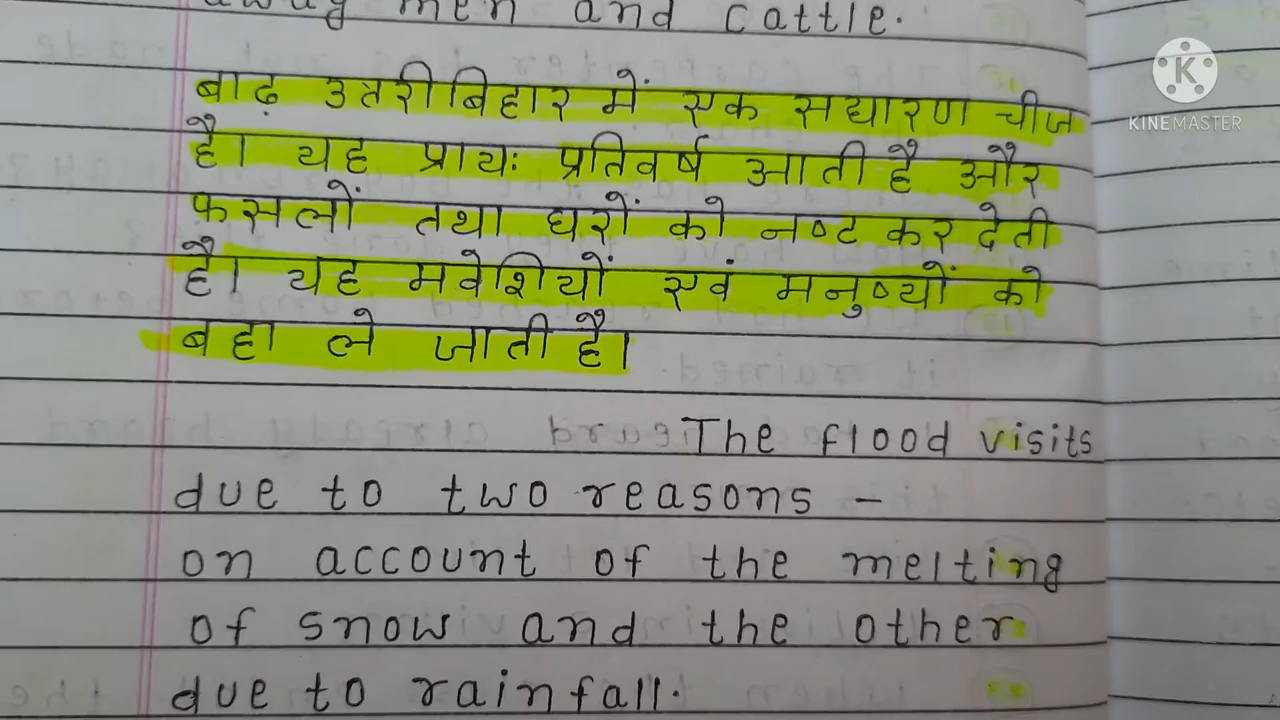 away men and cattle.
बाढ़ उतरी बिहार में एक सधारण चीज
है। यह प्रायः प्रतिवर्ष आती है और
फसलों तथा घरों को नष्ट कर देती
है। यह मवेशियों एवं मनुष्यों को
बहा ले जाती है।
The flood visits
due to two reasons -
on account of the melting
of snow and the other
due to rainfall.
K
KINEMASTER